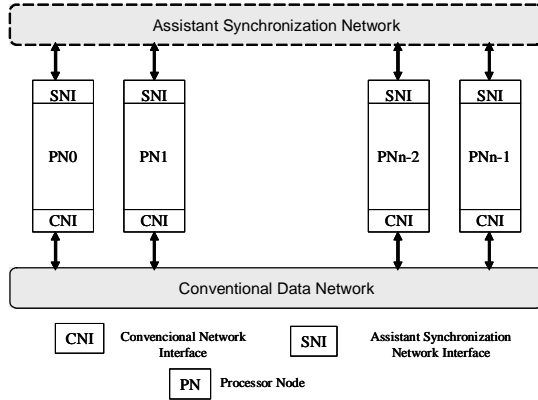 Assistant Synchronization Network
SNI SNI SNI SNI
PN0 PN1 PNn-2 PNn-1
CNI CNI CNI CNI
Conventional Data Network
CNI Convencional Network Interface
SNI Assistant Synchronization Network Interface
PN Processor Node